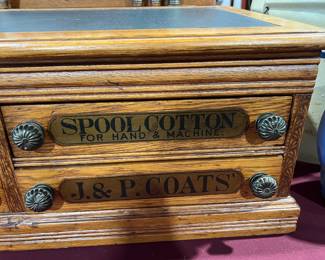 SPOOL COTTON
FOR HAND & MACHINE.
J. & P. COATS'